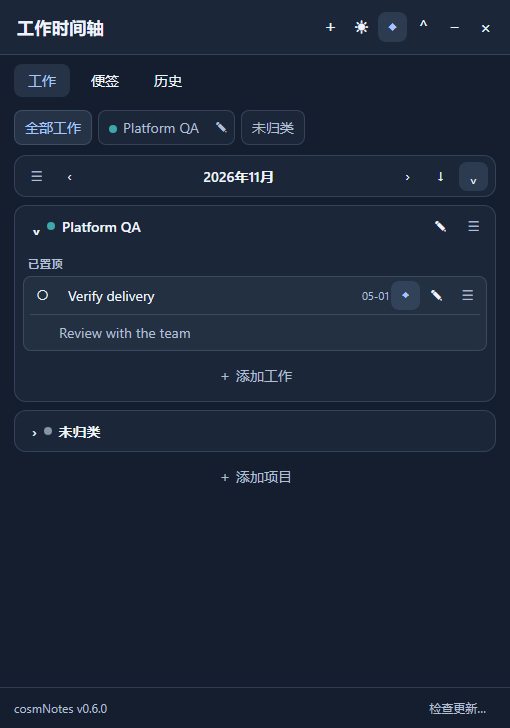 工作时间轴
工作 便签 历史
全部工作 Platform QA 未归类
2026年11月
Platform QA
已置顶
Verify delivery 05-01
Review with the team
+ 添加工作
未归类
+ 添加项目
cosmNotes v0.6.0 检查更新...